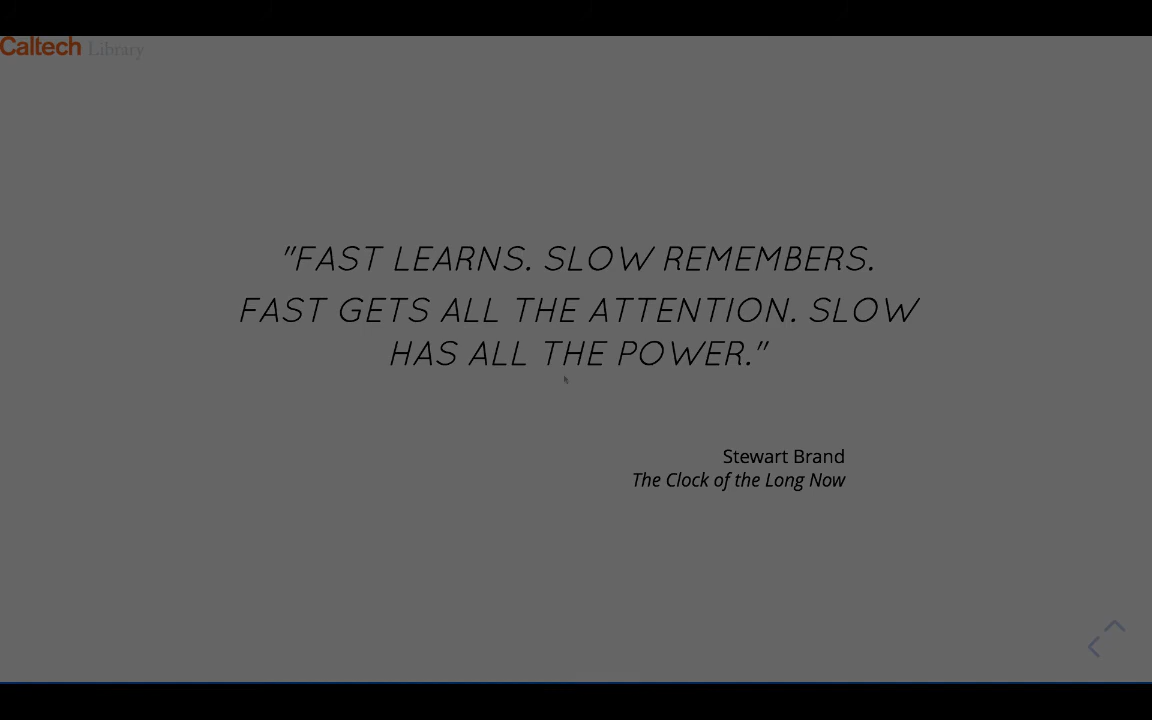 Caltech Library
"FAST LEARNS. SLOW REMEMBERS.
FAST GETS ALL THE ATTENTION. SLOW
HAS ALL THE POWER."
Stewart Brand
The Clock of the Long Now